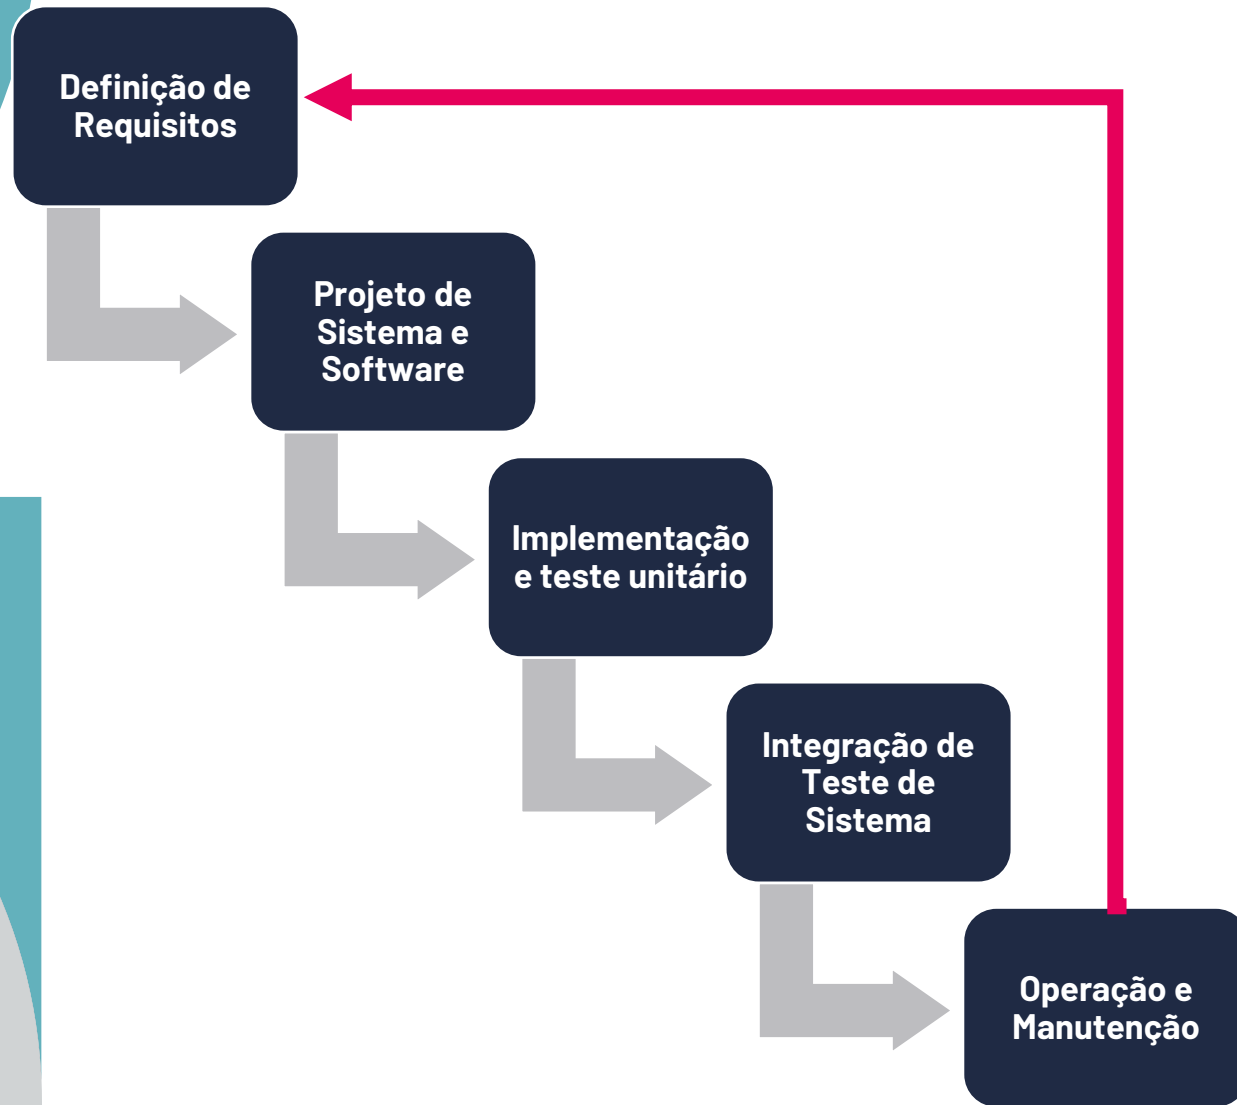 Definição de
Requisitos
Projeto de
Sistema e
Software
Implementação
e teste unitário
Integração de
Teste de
Sistema
Operação e
Manutenção